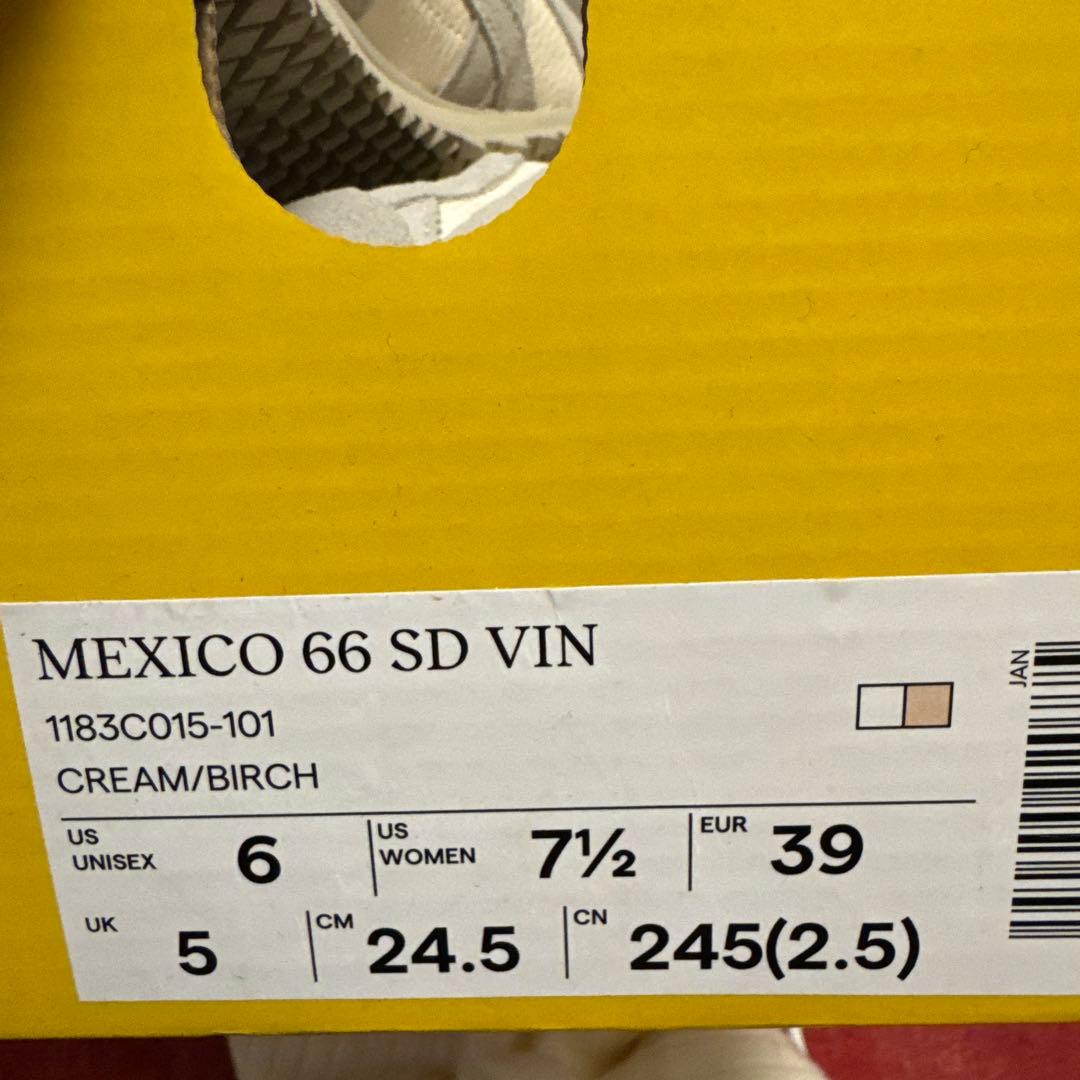 MEXICO 66 SD VIN
1183C015-101
CREAM/BIRCH
JAN
US UNISEX 6 US WOMEN 7½ EUR 39
UK 5 CM 24.5 CN 245(2.5)